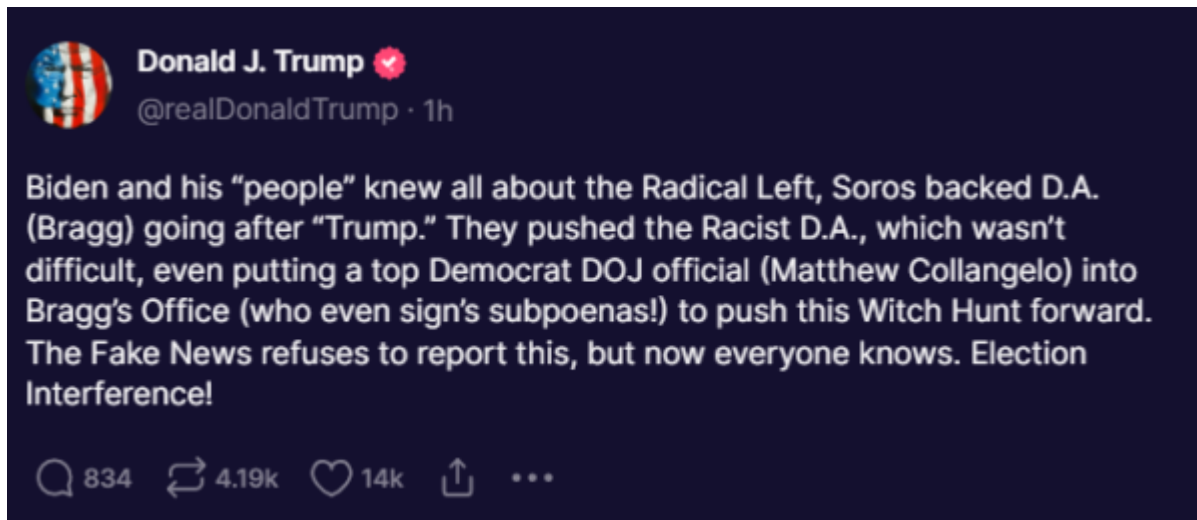 Donald J. Trump
@realDonaldTrump · 1h
Biden and his “people” knew all about the Radical Left, Soros backed D.A.
(Bragg) going after “Trump.” They pushed the Racist D.A., which wasn’t
difficult, even putting a top Democrat DOJ official (Matthew Collangelo) into
Bragg’s Office (who even sign’s subpoenas!) to push this Witch Hunt forward.
The Fake News refuses to report this, but now everyone knows. Election
Interference!
834 4.19k 14k